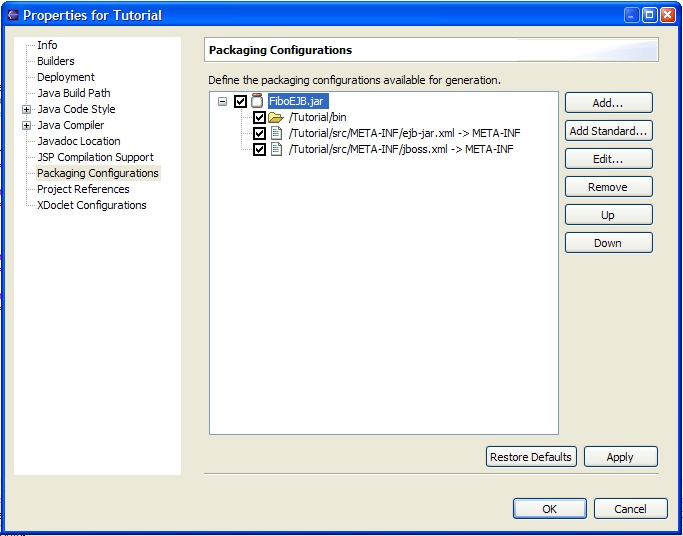 Properties for Tutorial
Info
Builders
Deployment
Java Build Path
Java Code Style
Java Compiler
Javadoc Location
JSP Compilation Support
Packaging Configurations
Project References
XDoclet Configurations
Packaging Configurations
Define the packaging configurations available for generation.
FiboEJB.jar
/Tutorial/bin
/Tutorial/src/META-INF/ejb-jar.xml -> META-INF
/Tutorial/src/META-INF/jboss.xml -> META-INF
Add...
Add Standard...
Edit...
Remove
Up
Down
Restore Defaults
Apply
OK
Cancel